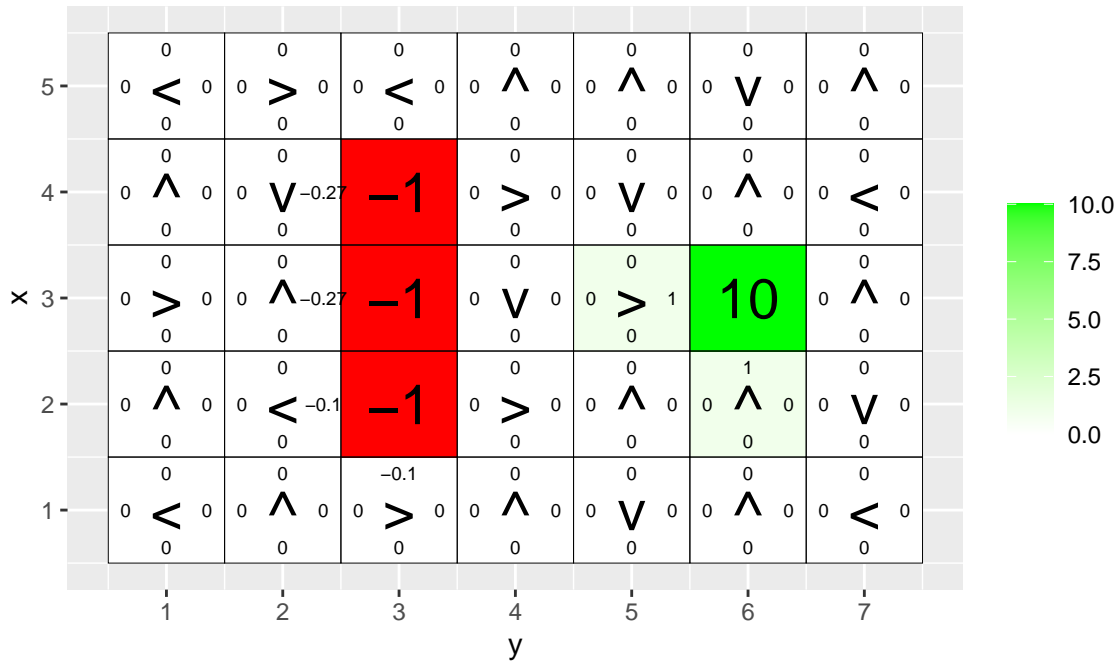 0 0 0 0 0 0 0
5 0 < 0 0 > 0 0 < 0 0 ^ 0 0 ^ 0 0 v 0 0 ^ 0
0 0 0 0 0 0 0
0 0 0 0 0 0
4 0 ^ 0 0 v −0.27 −1 0 > 0 0 v 0 0 ^ 0 0 < 0
0 0 0 0 0 0
0 0 0 0 0
x 3 0 > 0 0 ^ −0.27 −1 0 v 0 0 > 1 10 0 ^ 0
0 0 0 0 0
0 0 0 0 1 0
2 0 ^ 0 0 < −0.1 −1 0 > 0 0 ^ 0 0 ^ 0 0 v 0
0 0 0 0 0 0
0 0 −0.1 0 0 0 0
1 0 < 0 0 ^ 0 0 > 0 0 ^ 0 0 v 0 0 ^ 0 0 < 0
0 0 0 0 0 0 0
1 2 3 4 5 6 7
y
10.0
7.5
5.0
2.5
0.0